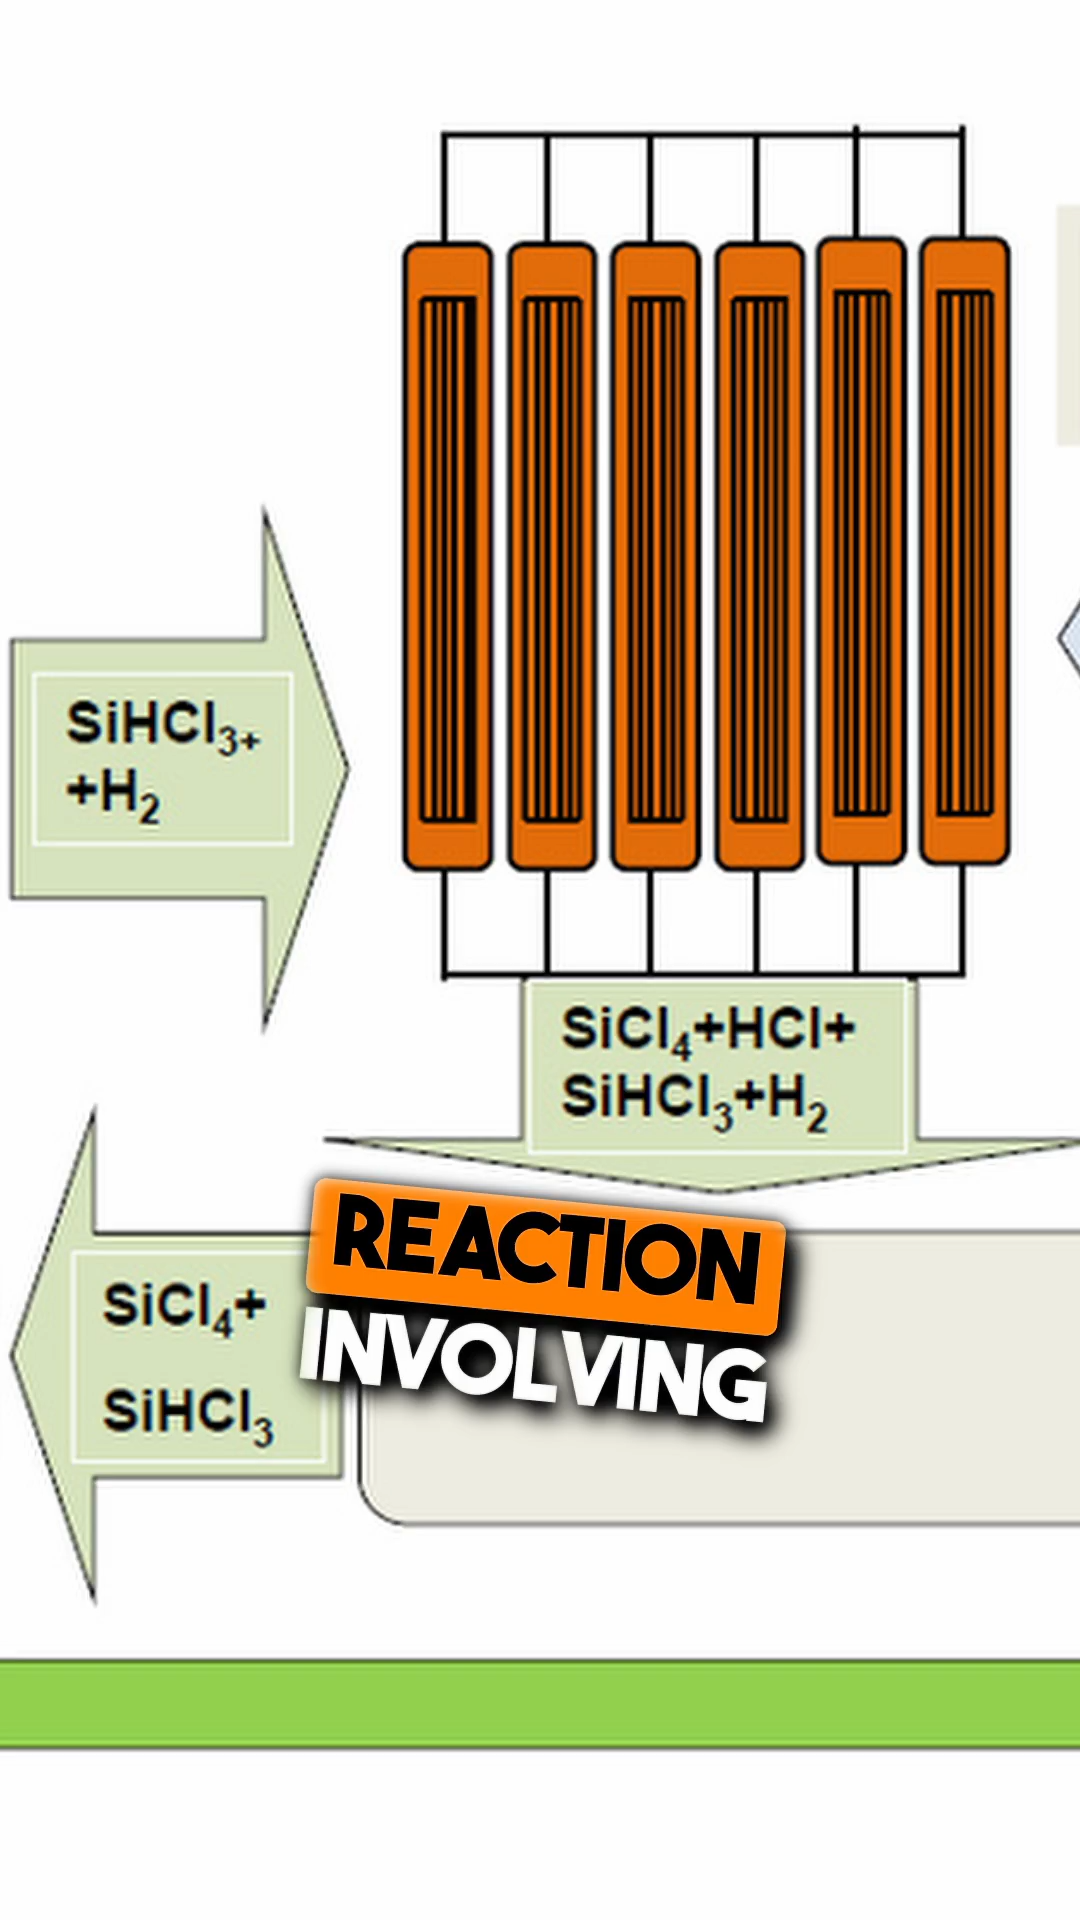 SiHCl₃₊
+H₂
SiCl₄+HCl+
SiHCl₃+H₂
REACTION
INVOLVING
SiCl₄+
SiHCl₃